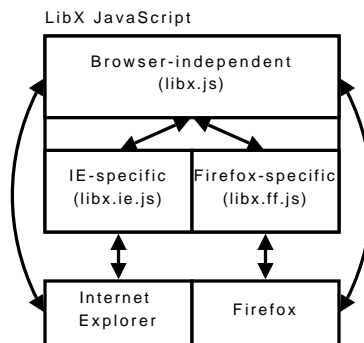 LibX JavaScript
Browser-independent
(libx.js)
IE-specific
(libx.ie.js)
Firefox-specific
(libx.ff.js)
Internet
Explorer
Firefox